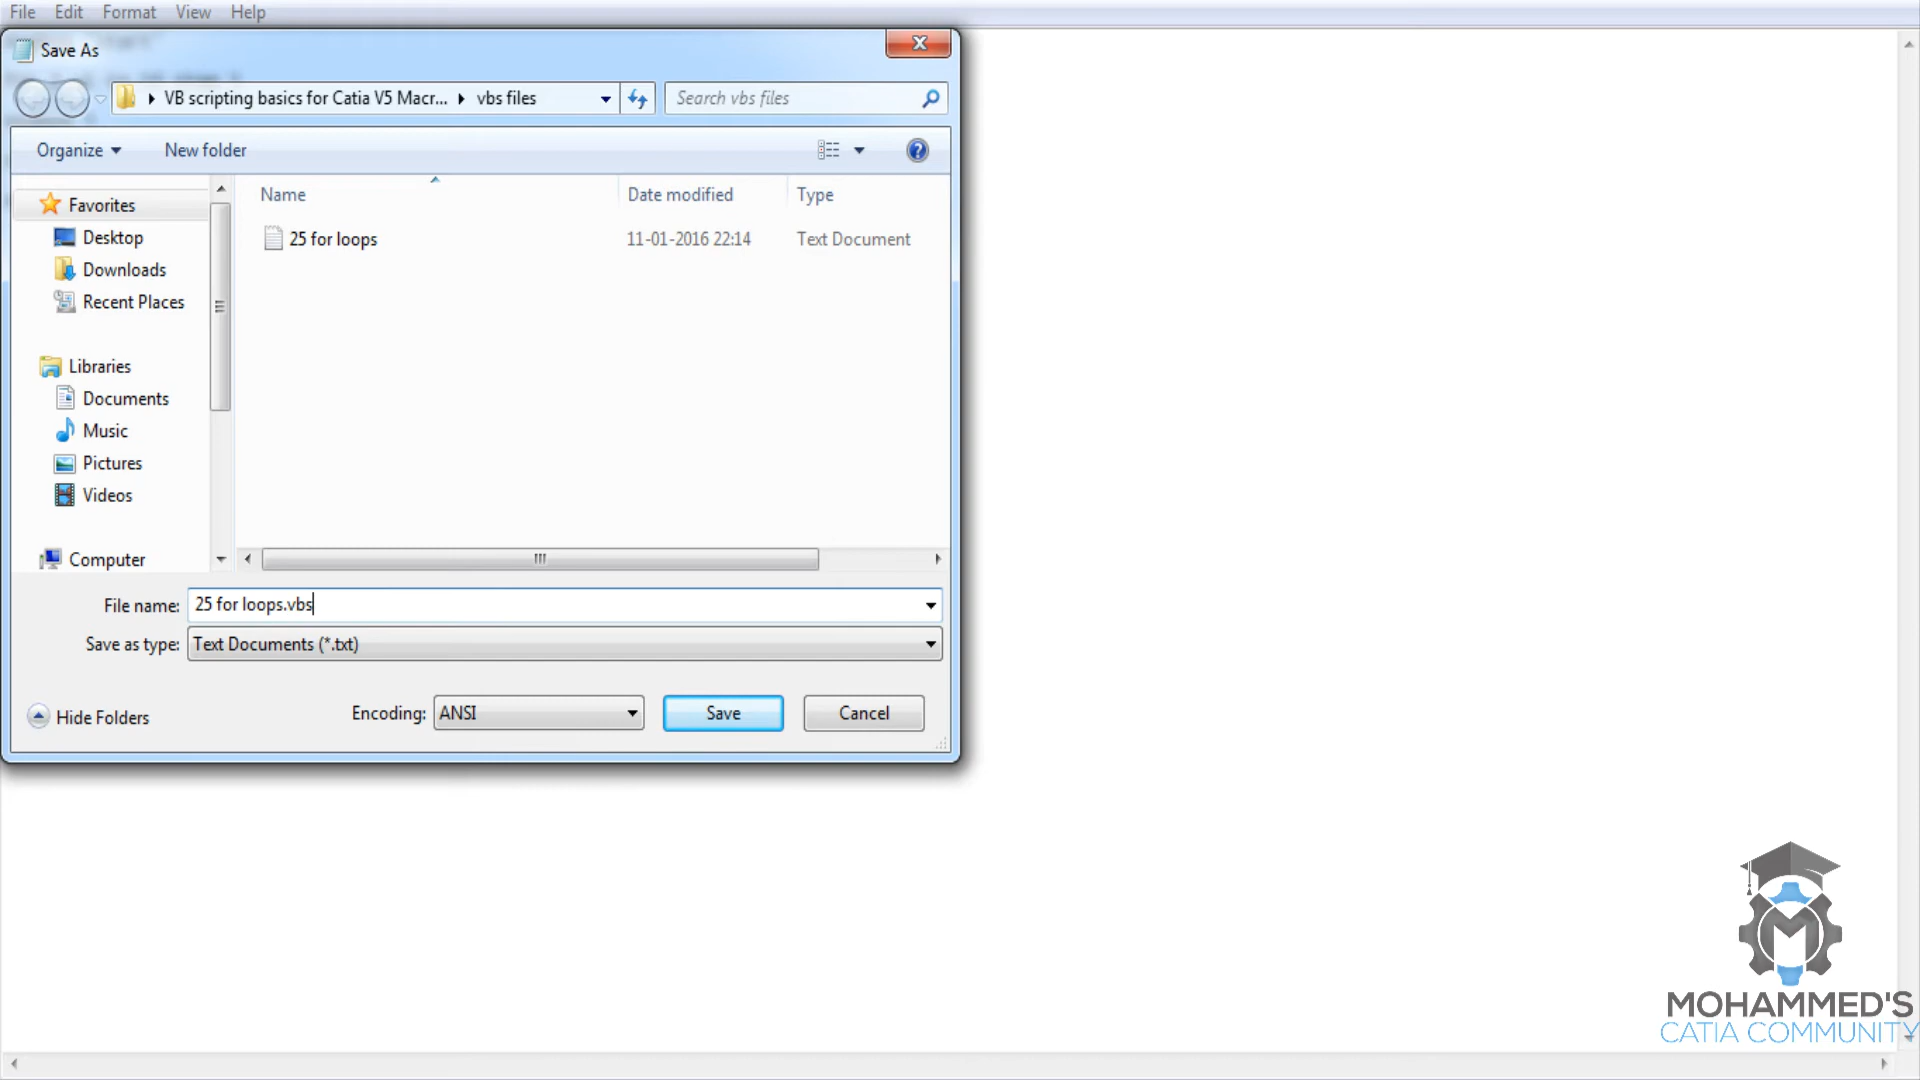 File Edit Format View Help
Save As
VB scripting basics for Catia V5 Macr... vbs files Search vbs files
Organize New folder
Name Date modified Type
Favorites
25 for loops 11-01-2016 22:14 Text Document
Desktop
Downloads
Recent Places
Libraries
Documents
Music
Pictures
Videos
Computer
File name: 25 for loops.vbs
Save as type: Text Documents (*.txt)
Hide Folders Encoding: ANSI Save Cancel
MOHAMMED'S
CATIA COMMUNITY